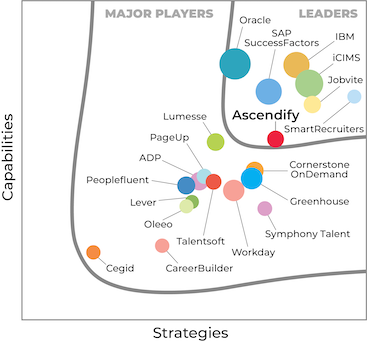 MAJOR PLAYERS
LEADERS
Oracle
SAP
SuccessFactors
IBM
iCIMS
Jobvite
Ascendify
SmartRecruiters
Lumesse
PageUp
ADP
Peoplefluent
Cornerstone
OnDemand
Lever
Greenhouse
Oleeo
Talentsoft
Symphony Talent
Workday
Cegid
CareerBuilder
Capabilities
Strategies